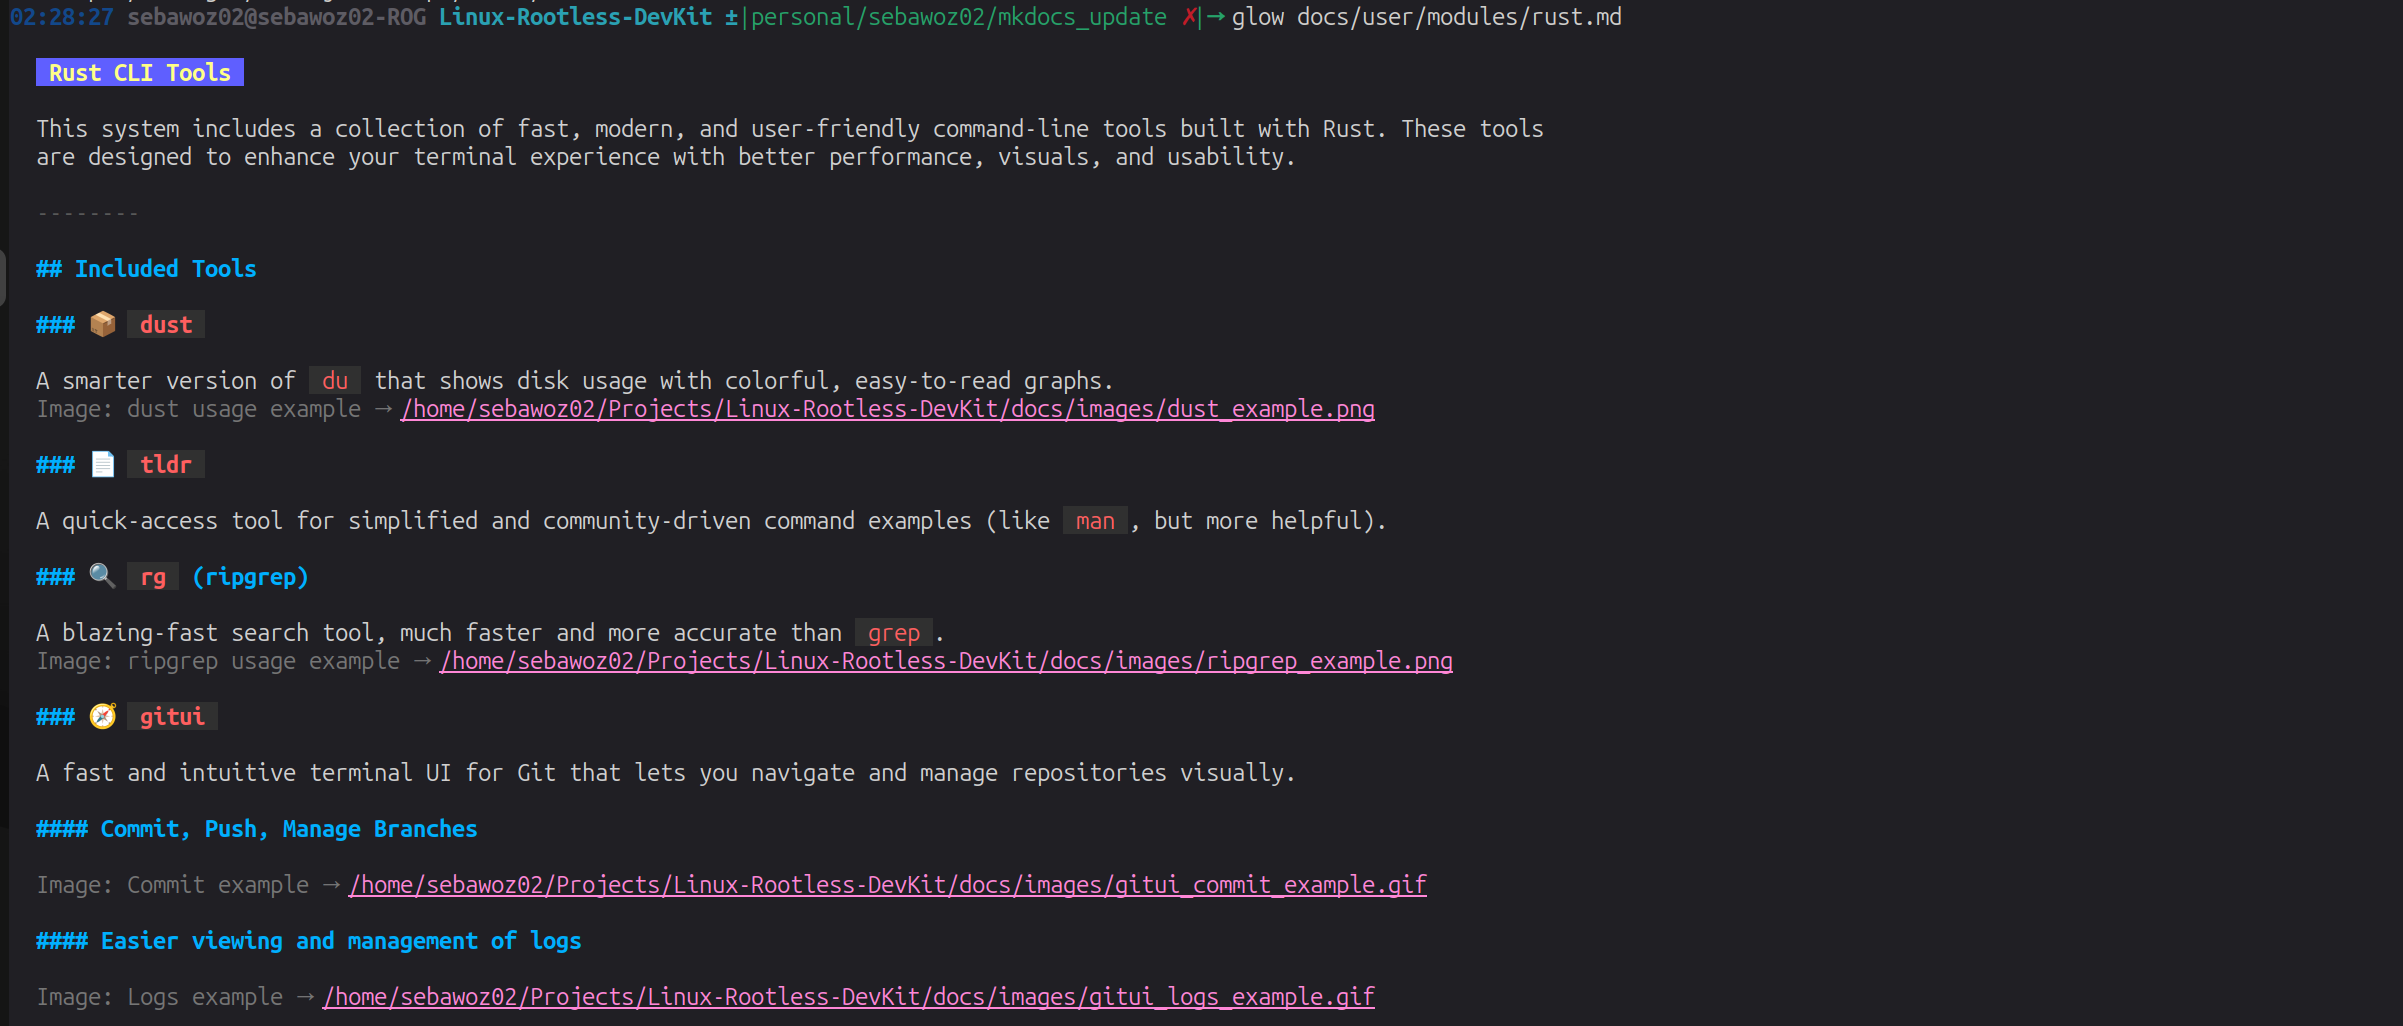 02:28:27 sebawoz02@sebawoz02-ROG Linux-Rootless-DevKit ±|personal/sebawoz02/mkdocs_update ✗|→ glow docs/user/modules/rust.md
Rust CLI Tools
This system includes a collection of fast, modern, and user-friendly command-line tools built with Rust. These tools
are designed to enhance your terminal experience with better performance, visuals, and usability.
--------
## Included Tools
### 📦 dust
A smarter version of du that shows disk usage with colorful, easy-to-read graphs.
Image: dust usage example → /home/sebawoz02/Projects/Linux-Rootless-DevKit/docs/images/dust_example.png
### 📄 tldr
A quick-access tool for simplified and community-driven command examples (like man , but more helpful).
### 🔍 rg (ripgrep)
A blazing-fast search tool, much faster and more accurate than grep .
Image: ripgrep usage example → /home/sebawoz02/Projects/Linux-Rootless-DevKit/docs/images/ripgrep_example.png
### 🧭 gitui
A fast and intuitive terminal UI for Git that lets you navigate and manage repositories visually.
#### Commit, Push, Manage Branches
Image: Commit example → /home/sebawoz02/Projects/Linux-Rootless-DevKit/docs/images/gitui_commit_example.gif
#### Easier viewing and management of logs
Image: Logs example → /home/sebawoz02/Projects/Linux-Rootless-DevKit/docs/images/gitui_logs_example.gif